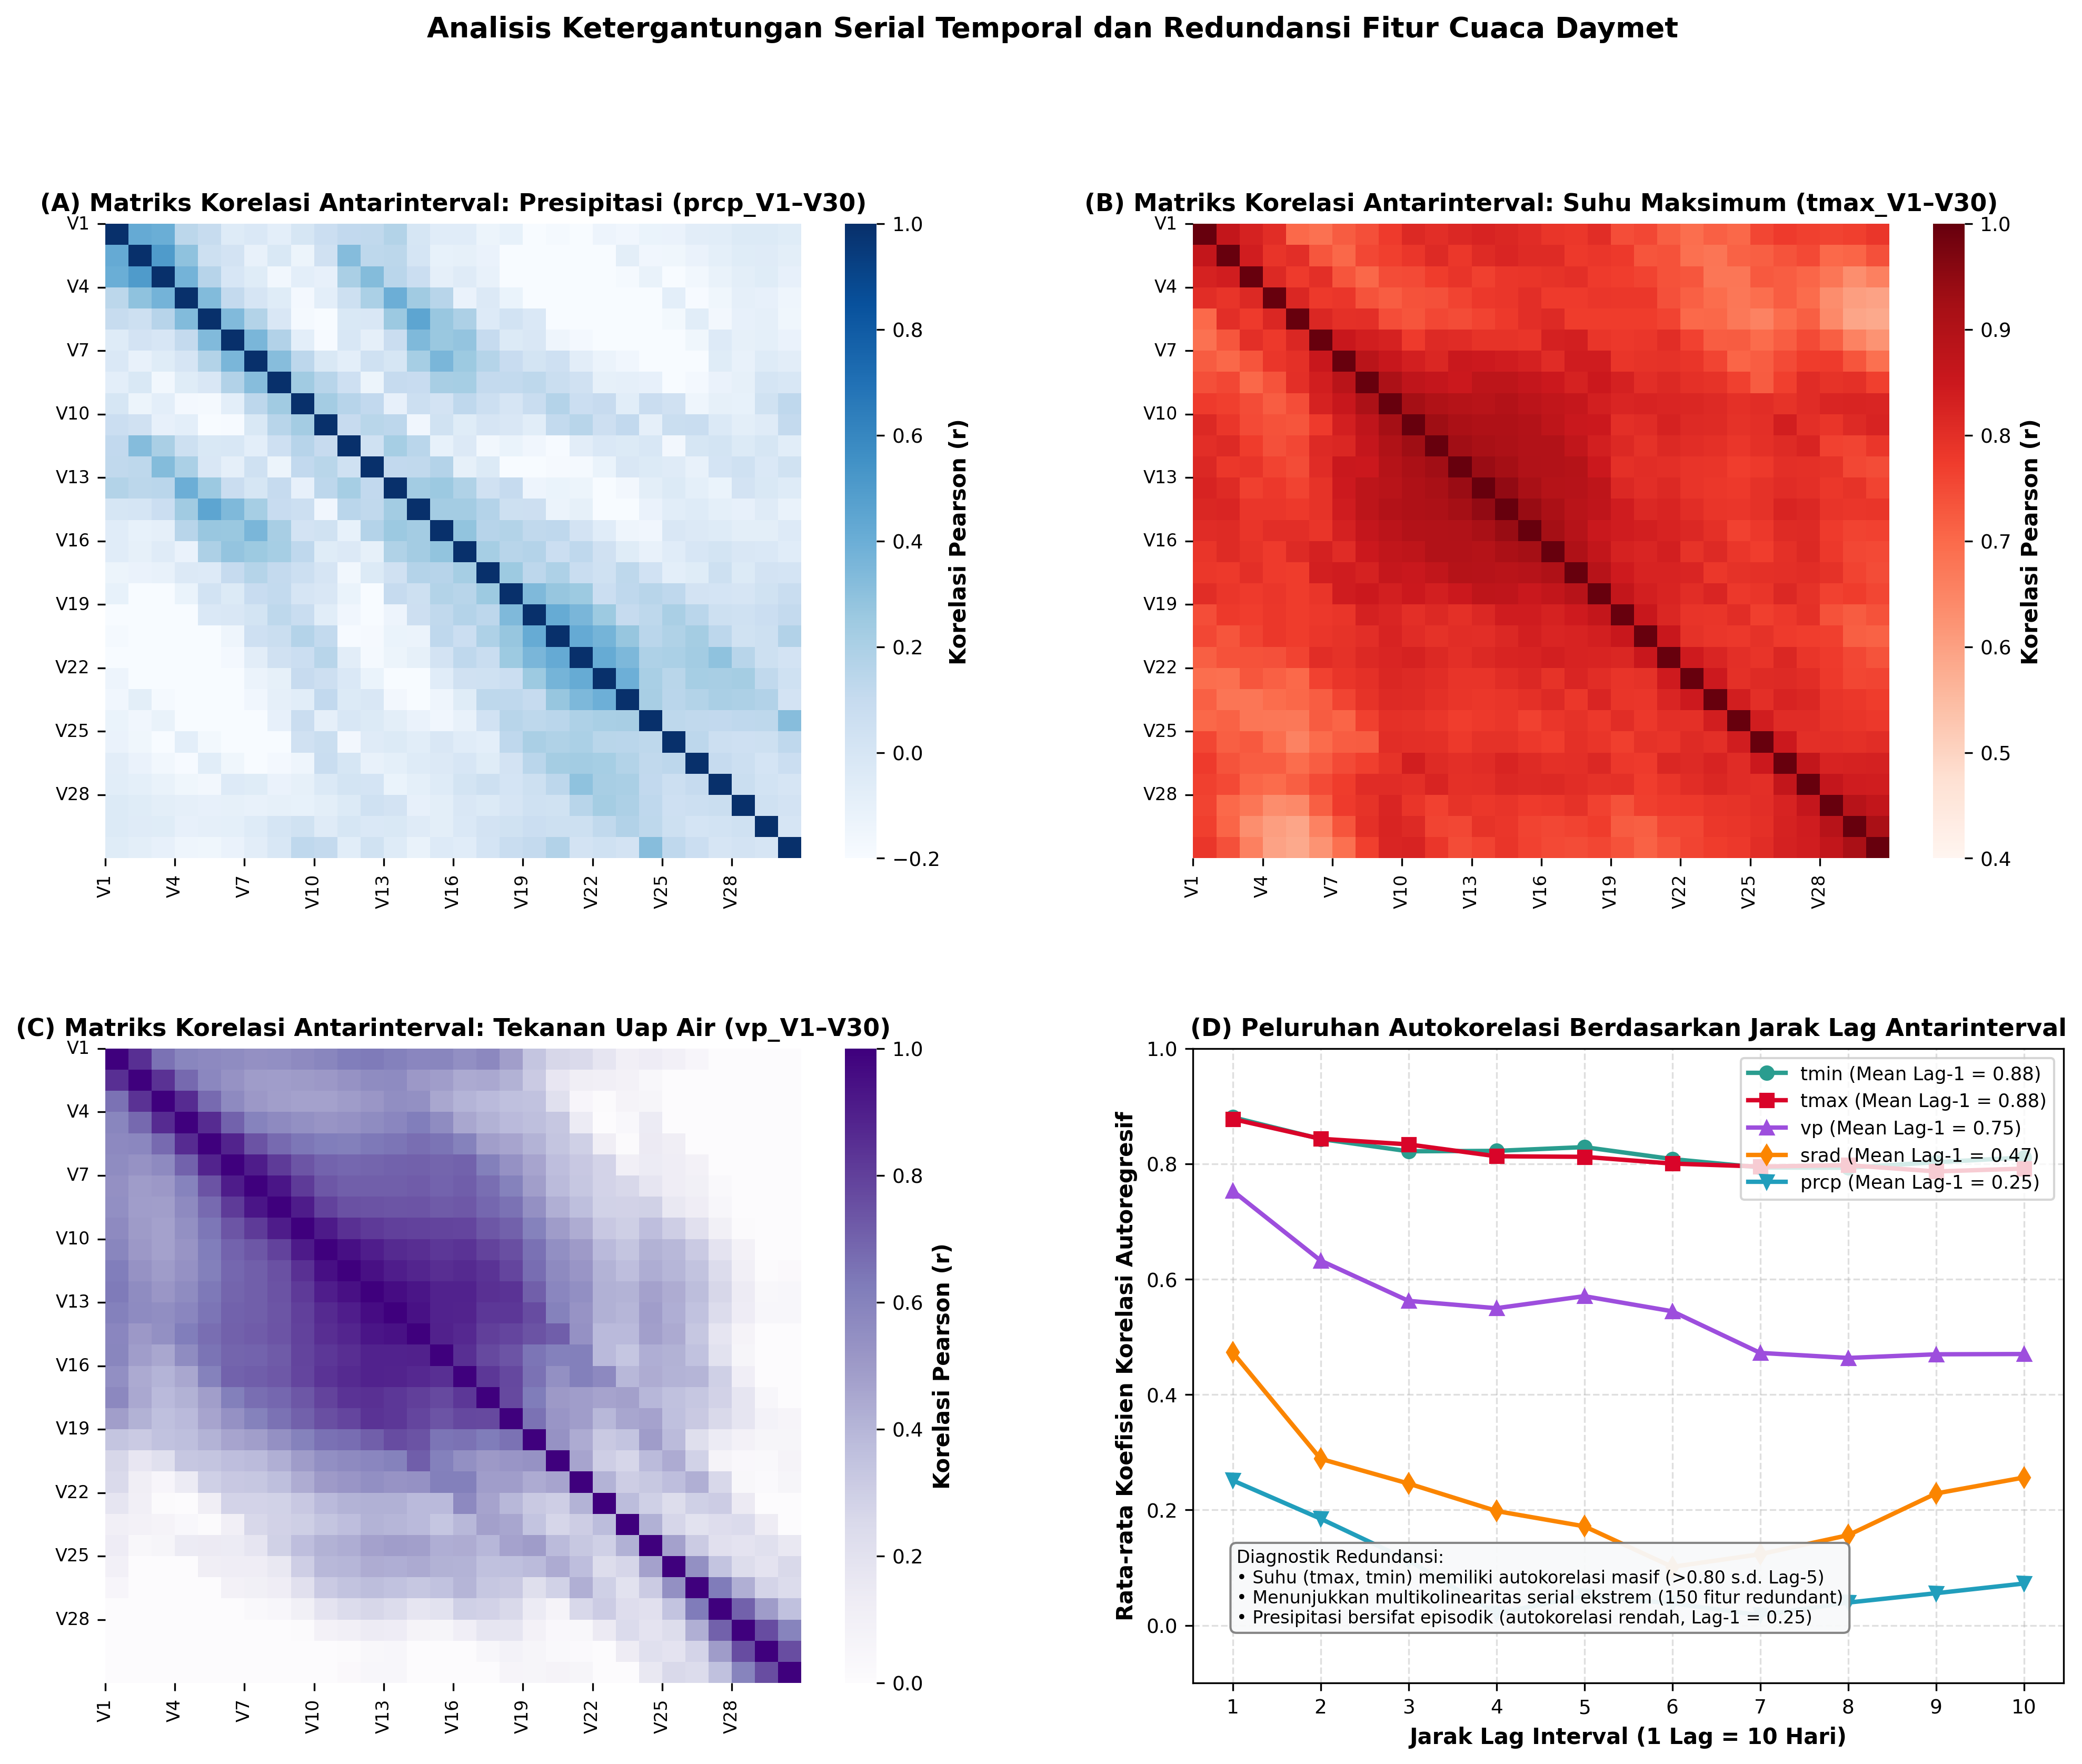 Analisis Ketergantungan Serial Temporal dan Redundansi Fitur Cuaca Daymet
(A) Matriks Korelasi Antarinterval: Presipitasi (prcp_V1–V30)
V1
V4
V7
V10
V13
V16
V19
V22
V25
V28
V1
V4
V7
V10
V13
V16
V19
V22
V25
V28
1.0
0.8
0.6
0.4
0.2
0.0
−0.2
Korelasi Pearson (r)
(B) Matriks Korelasi Antarinterval: Suhu Maksimum (tmax_V1–V30)
V1
V4
V7
V10
V13
V16
V19
V22
V25
V28
V1
V4
V7
V10
V13
V16
V19
V22
V25
V28
1.0
0.9
0.8
0.7
0.6
0.5
0.4
Korelasi Pearson (r)
(C) Matriks Korelasi Antarinterval: Tekanan Uap Air (vp_V1–V30)
V1
V4
V7
V10
V13
V16
V19
V22
V25
V28
V1
V4
V7
V10
V13
V16
V19
V22
V25
V28
1.0
0.8
0.6
0.4
0.2
0.0
Korelasi Pearson (r)
(D) Peluruhan Autokorelasi Berdasarkan Jarak Lag Antarinterval
Rata-rata Koefisien Korelasi Autoregresif
1.0
0.8
0.6
0.4
0.2
0.0
tmin (Mean Lag-1 = 0.88)
tmax (Mean Lag-1 = 0.88)
vp (Mean Lag-1 = 0.75)
srad (Mean Lag-1 = 0.47)
prcp (Mean Lag-1 = 0.25)
Diagnostik Redundansi:
• Suhu (tmax, tmin) memiliki autokorelasi masif (>0.80 s.d. Lag-5)
• Menunjukkan multikolinearitas serial ekstrem (150 fitur redundant)
• Presipitasi bersifat episodik (autokorelasi rendah, Lag-1 = 0.25)
1 2 3 4 5 6 7 8 9 10
Jarak Lag Interval (1 Lag = 10 Hari)